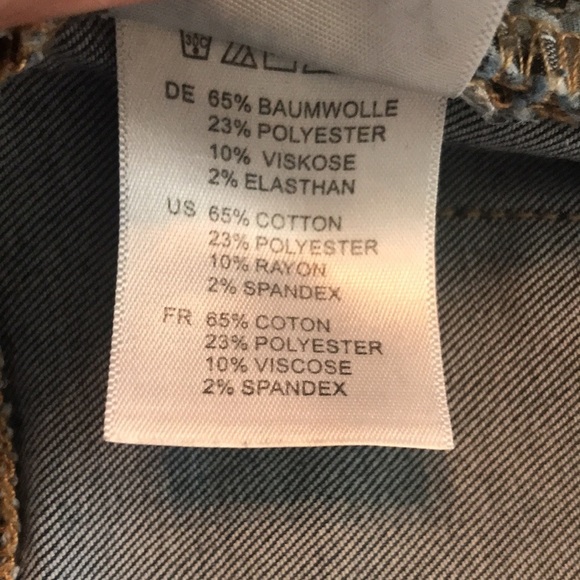 30C
DE 65% BAUMWOLLE
23% POLYESTER
10% VISKOSE
2% ELASTHAN
US 65% COTTON
23% POLYESTER
10% RAYON
2% SPANDEX
FR 65% COTON
23% POLYESTER
10% VISCOSE
2% SPANDEX